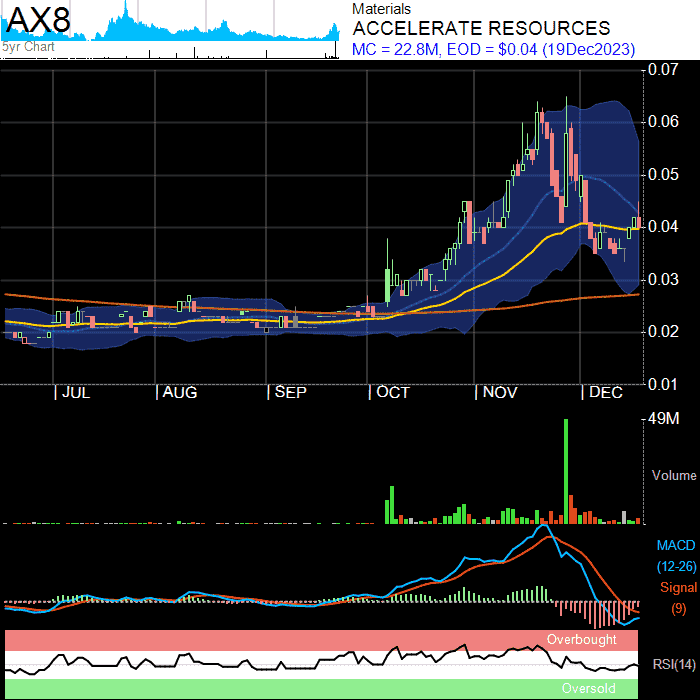 AX8
5yr Chart
Materials
ACCELERATE RESOURCES
MC = 22.8M, EOD = $0.04 (19Dec2023)
0.07
0.06
0.05
0.04
0.03
0.02
0.01
JUL AUG SEP OCT NOV DEC
49M
Volume
MACD
(12-26)
Signal
(9)
Overbought
RSI(14)
Oversold